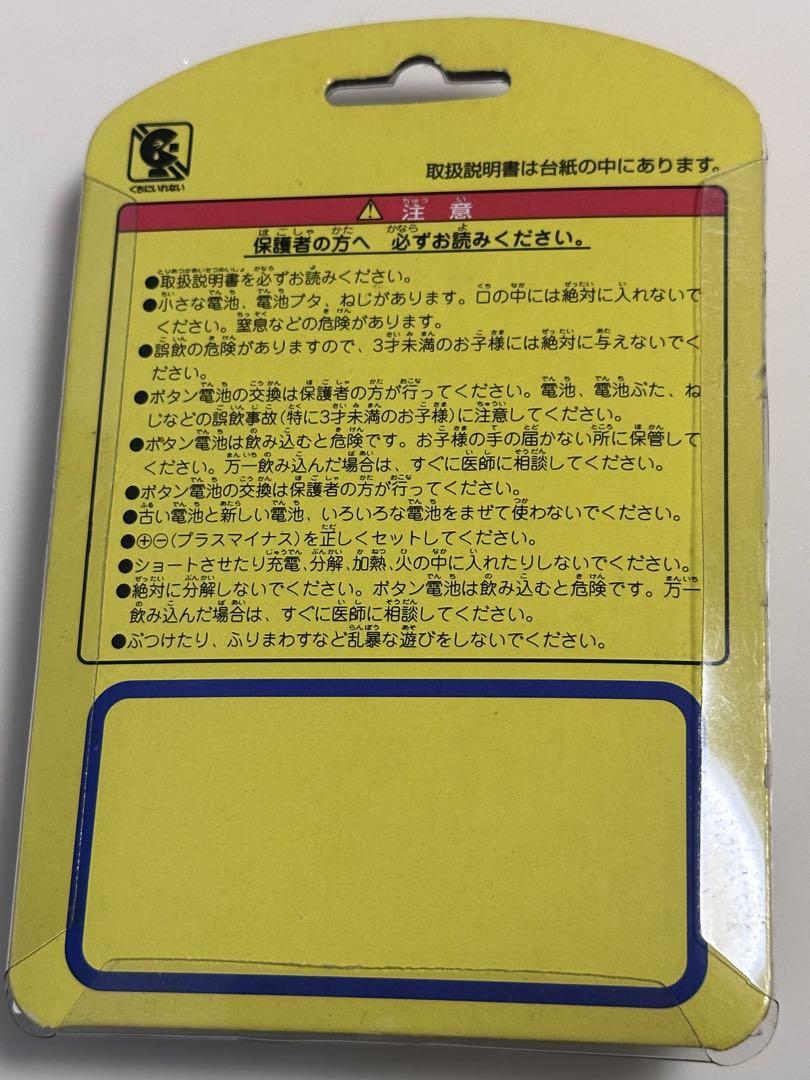 くちにいれない
取扱説明書は台紙の中にあります。
注意
保護者の方へ 必ずお読みください。
●取扱説明書を必ずお読みください。
●小さな電池、電池ブタ、ねじがあります。口の中には絶対に入れないで
ください。窒息などの危険があります。
●誤飲の危険がありますので、3才未満のお子様には絶対に与えないでく
ださい。
●ボタン電池の交換は保護者の方が行ってください。電池、電池ぶた、ね
じなどの誤飲事故(特に3才未満のお子様)に注意してください。
●ボタン電池は飲み込むと危険です。お子様の手の届かない所に保管して
ください。万一飲み込んだ場合は、すぐに医師に相談してください。
●ボタン電池の交換は保護者の方が行ってください。
●古い電池と新しい電池、いろいろな電池をまぜて使わないでください。
●⊕⊖(プラスマイナス)を正しくセットしてください。
●ショートさせたり充電、分解、加熱、火の中に入れたりしないでください。
●絶対に分解しないでください。ボタン電池は飲み込むと危険です。万一
飲み込んだ場合は、すぐに医師に相談してください。
●ぶつけたり、ふりまわすなど乱暴な遊びをしないでください。